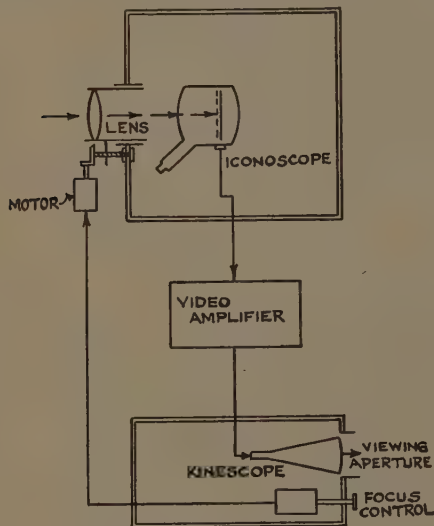 LENS
ICONOSCOPE
MOTOR
VIDEO
AMPLIFIER
VIEWING
APERTURE
KINESCOPE
FOCUS
CONTROL